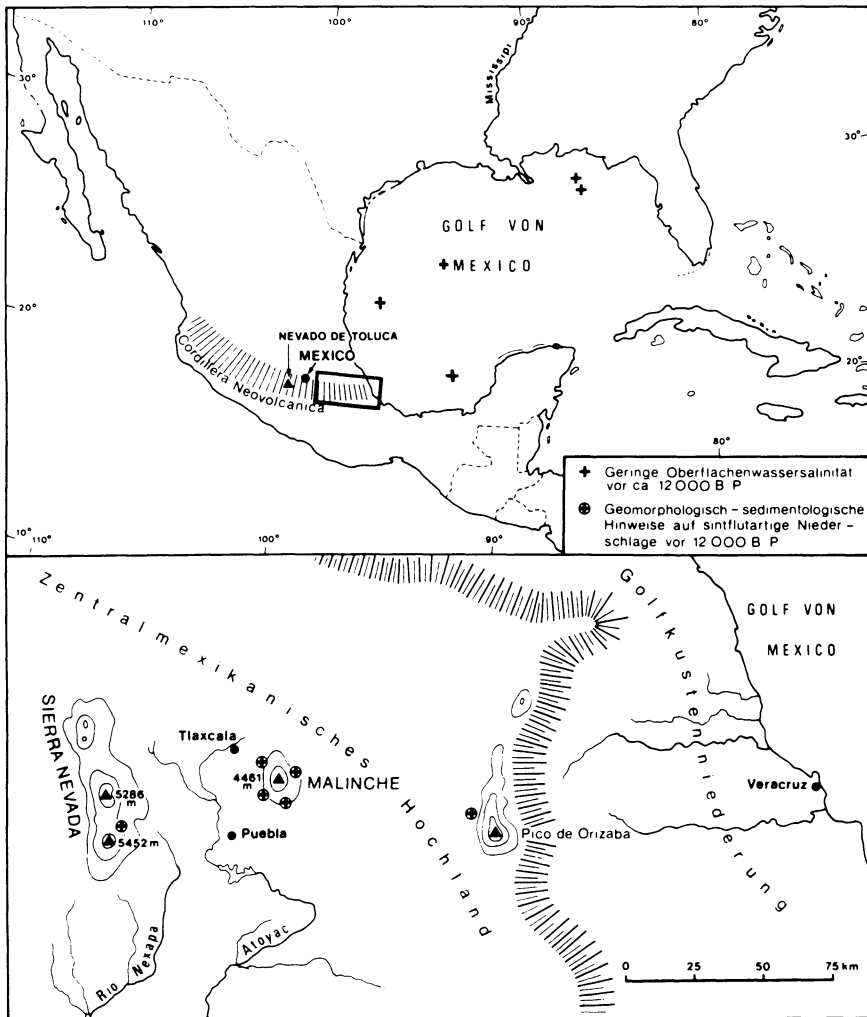 110°
100°
90°
80°
30°
Mississipi
30°
GOLF VON
MEXICO
20°
NEVADO DE TOLUCA
MEXICO
20°
Cordillera Neovolcanica
80°
Geringe Oberflachenwassersalinitat
vor ca 12 000 B P
Geomorphologisch – sedimentologische
Hinweise auf sintflutartige Nieder –
schlage vor 12 000 B P
10°
110°
100°
90°
Zentralmexikanisches Hochland
Golfkustenniederung
GOLF VON
MEXICO
SIERRA NEVADA
Tlaxcala
4461
m
MALINCHE
5286
m
Veracruz
Puebla
Pico de Orizaba
5452 m
Atoyac
Rio Nexapa
0 25 50 75 km